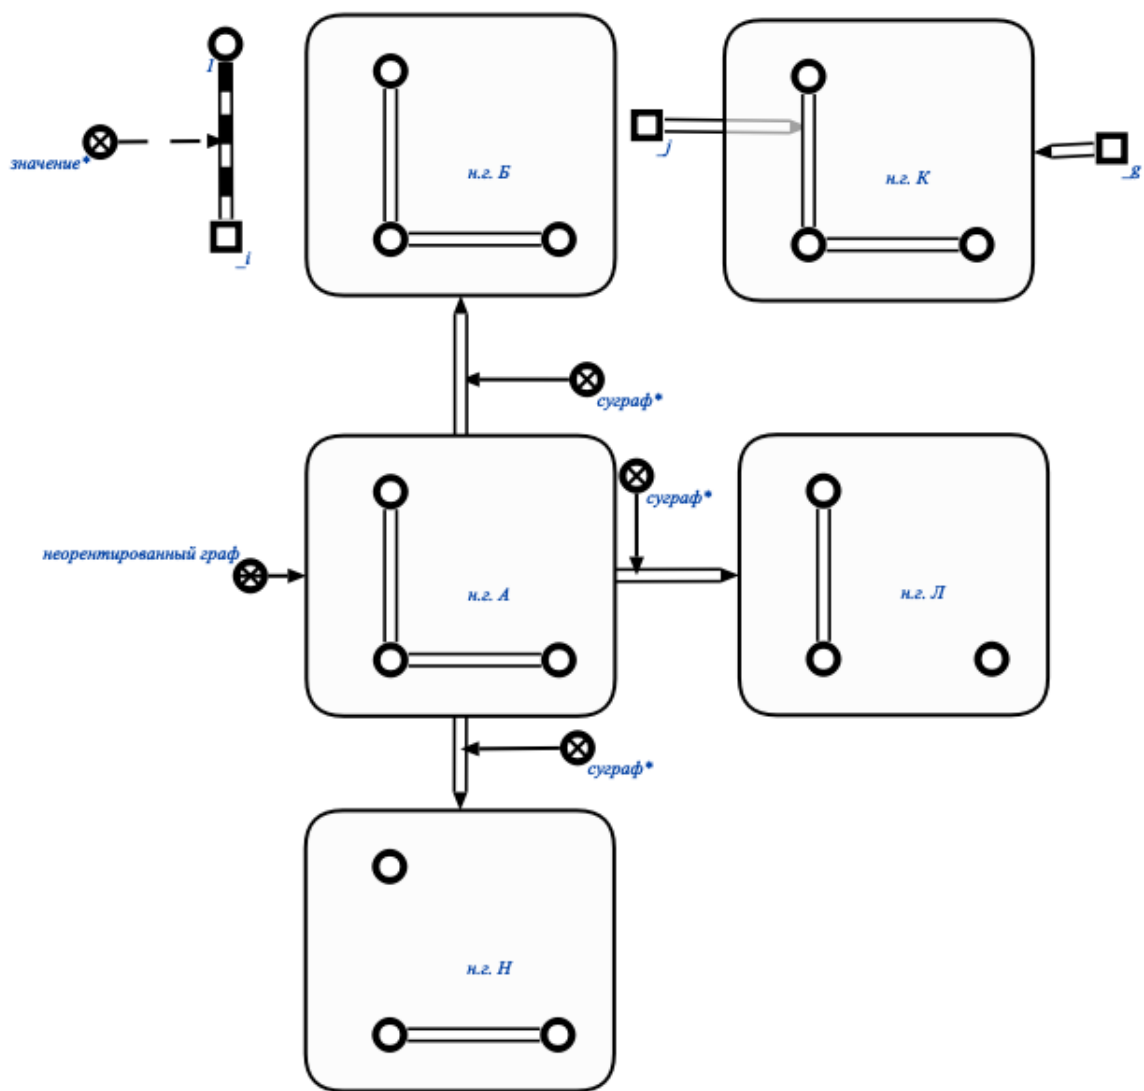 1
значение*
_i
н.г. Б
_j
н.г. К
_g
суграф*
суграф*
неорентированный граф
н.г. А
н.г. Л
суграф*
н.г. Н